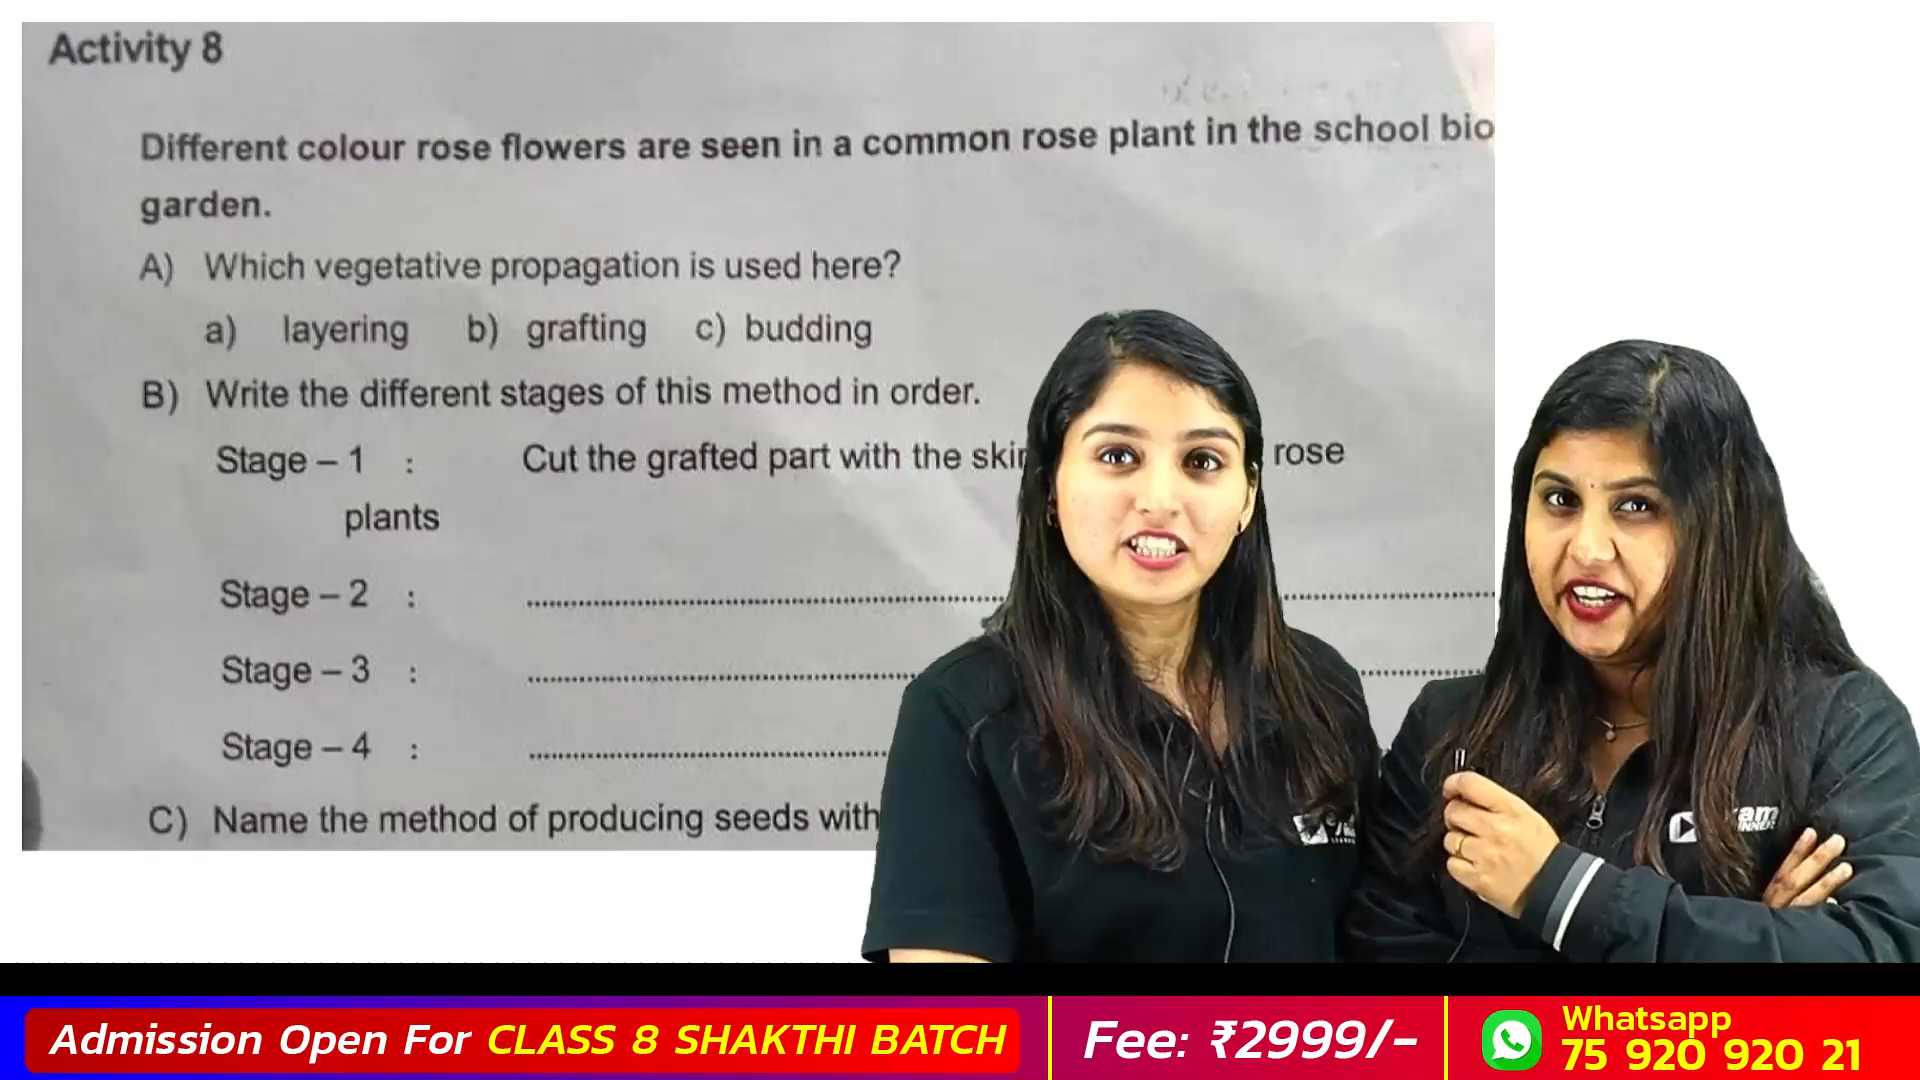 Activity 8
Different colour rose flowers are seen in a common rose plant in the school bio
garden.
A) Which vegetative propagation is used here?
a) layering b) grafting c) budding
B) Write the different stages of this method in order.
Stage – 1 : Cut the grafted part with the rose
plants
Stage – 2 :
Stage – 3 :
Stage – 4 :
C) Name the method of producing seeds with
Admission Open For CLASS 8 SHAKTHI BATCH
Fee: ₹2999/-
Whatsapp
75 920 920 21